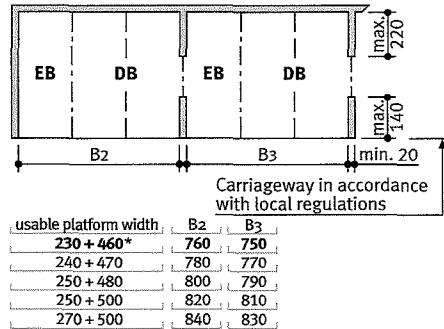 max.
220
EB DB EB DB
max.
140
B2 B3 min. 20
Carriageway in accordance
with local regulations
usable platform width B2 B3
230 + 460* 760 750
240 + 470 780 770
250 + 480 800 790
250 + 500 820 810
270 + 500 840 830